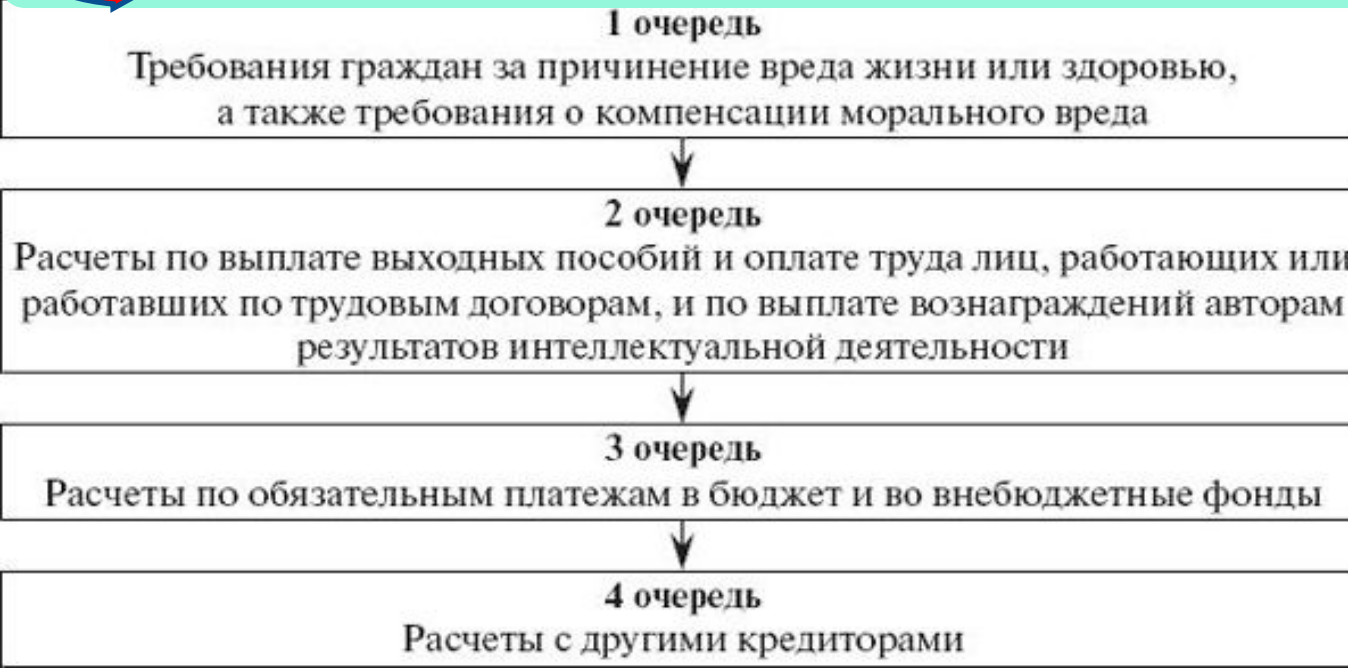 1 очередь
Требования граждан за причинение вреда жизни или здоровью,
а также требования о компенсации морального вреда
2 очередь
Расчеты по выплате выходных пособий и оплате труда лиц, работающих или
работавших по трудовым договорам, и по выплате вознаграждений авторам
результатов интеллектуальной деятельности
3 очередь
Расчеты по обязательным платежам в бюджет и во внебюджетные фонды
4 очередь
Расчеты с другими кредиторами